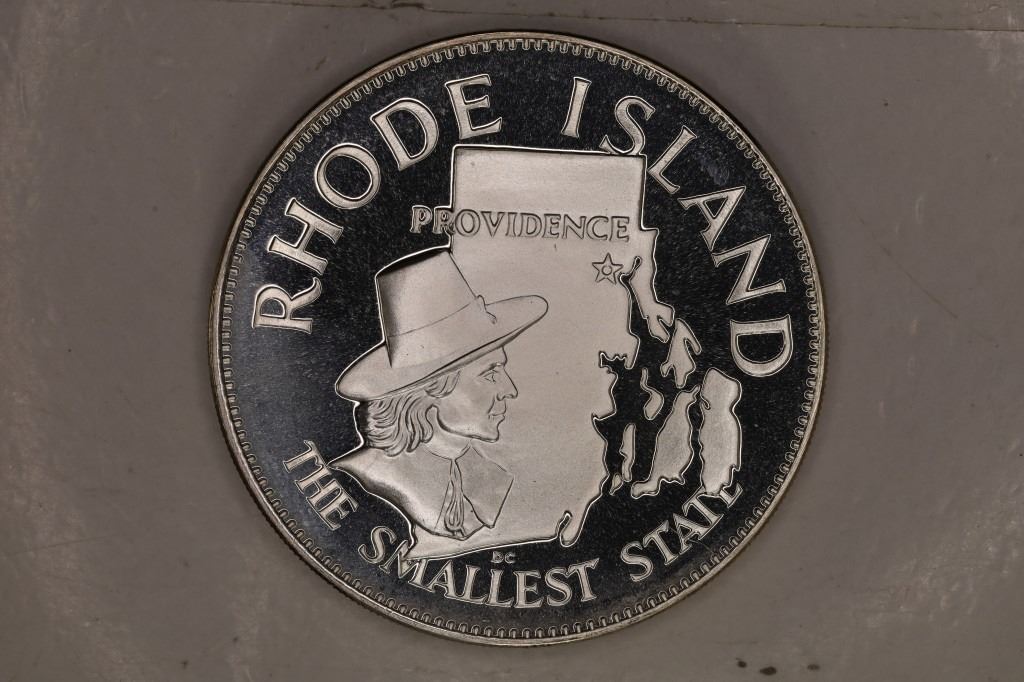 RHODE ISLAND
PROVIDENCE
DC
THE SMALLEST STATE